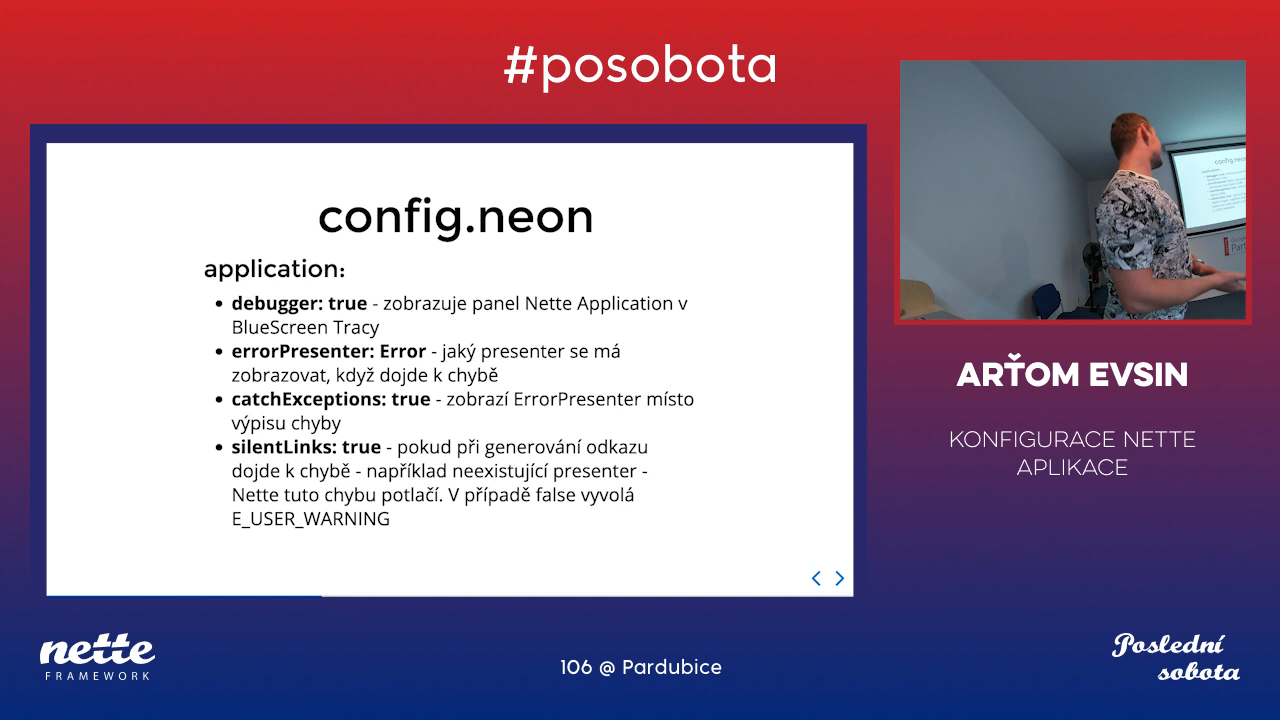 #posobota
config.neon
application:
• debugger: true - zobrazuje panel Nette Application v
BlueScreen Tracy
• errorPresenter: Error - jaký presenter se má
zobrazovat, když dojde k chybě
• catchExceptions: true - zobrazí ErrorPresenter místo
výpisu chyby
• silentLinks: true - pokud při generování odkazu
dojde k chybě - například neexistující presenter -
Nette tuto chybu potlačí. V případě false vyvolá
E_USER_WARNING
config.neon
ARŤOM EVSIN
KONFIGURACE NETTE
APLIKACE
nette
FRAMEWORK
106 @ Pardubice
Poslední
sobota